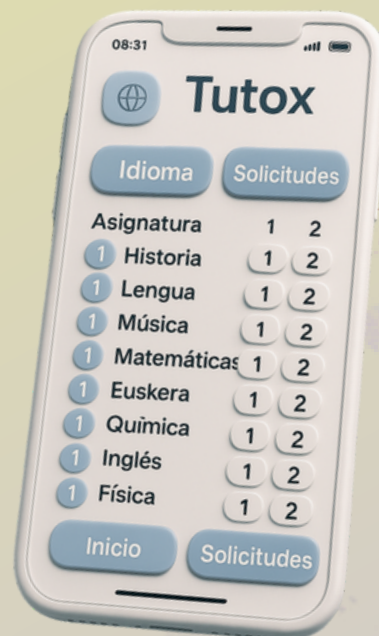 08:31
Tutox
Idioma Solicitudes
Asignatura 1 2
1 Historia 1 2
1 Lengua 1 2
1 Música 1 2
1 Matemáticas 1 2
1 Euskera 1 2
1 Química 1 2
1 Inglés 1 2
1 Física 1 2
Inicio Solicitudes